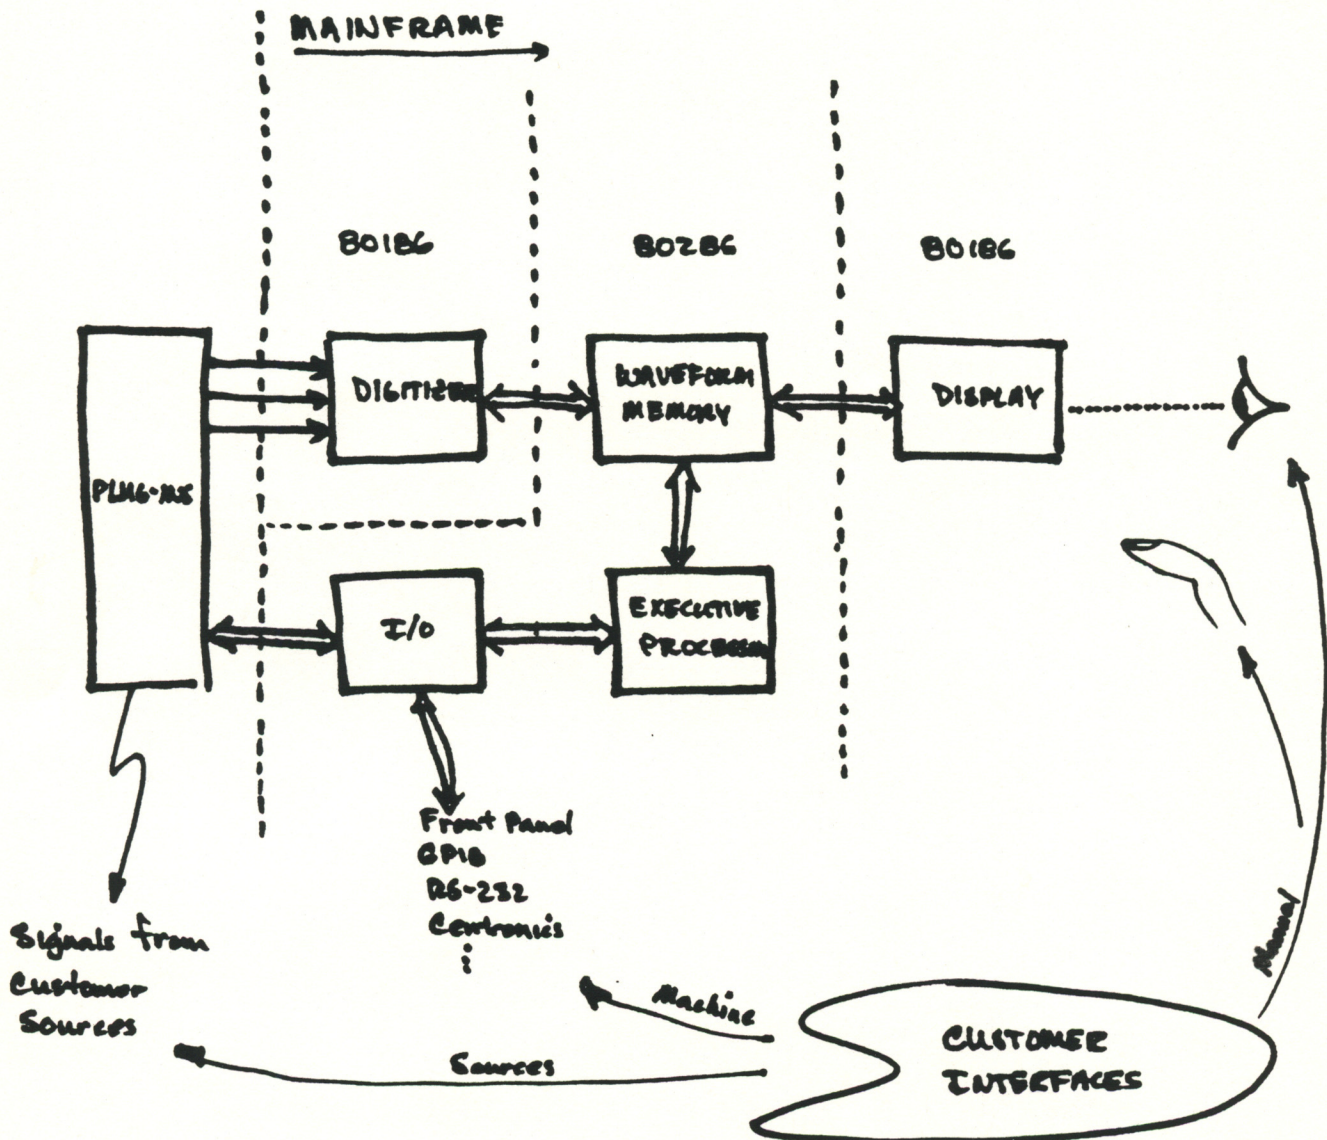 MAINFRAME
80186
80286
80186
PLUG-INS
DIGITIZER
WAVEFORM
MEMORY
DISPLAY
I/O
EXECUTIVE
PROCESSOR
Front Panel
GPIB
RS-232
Centronics
Signals from
Customer
Sources
Machine
Sources
Manual
CUSTOMER
INTERFACES